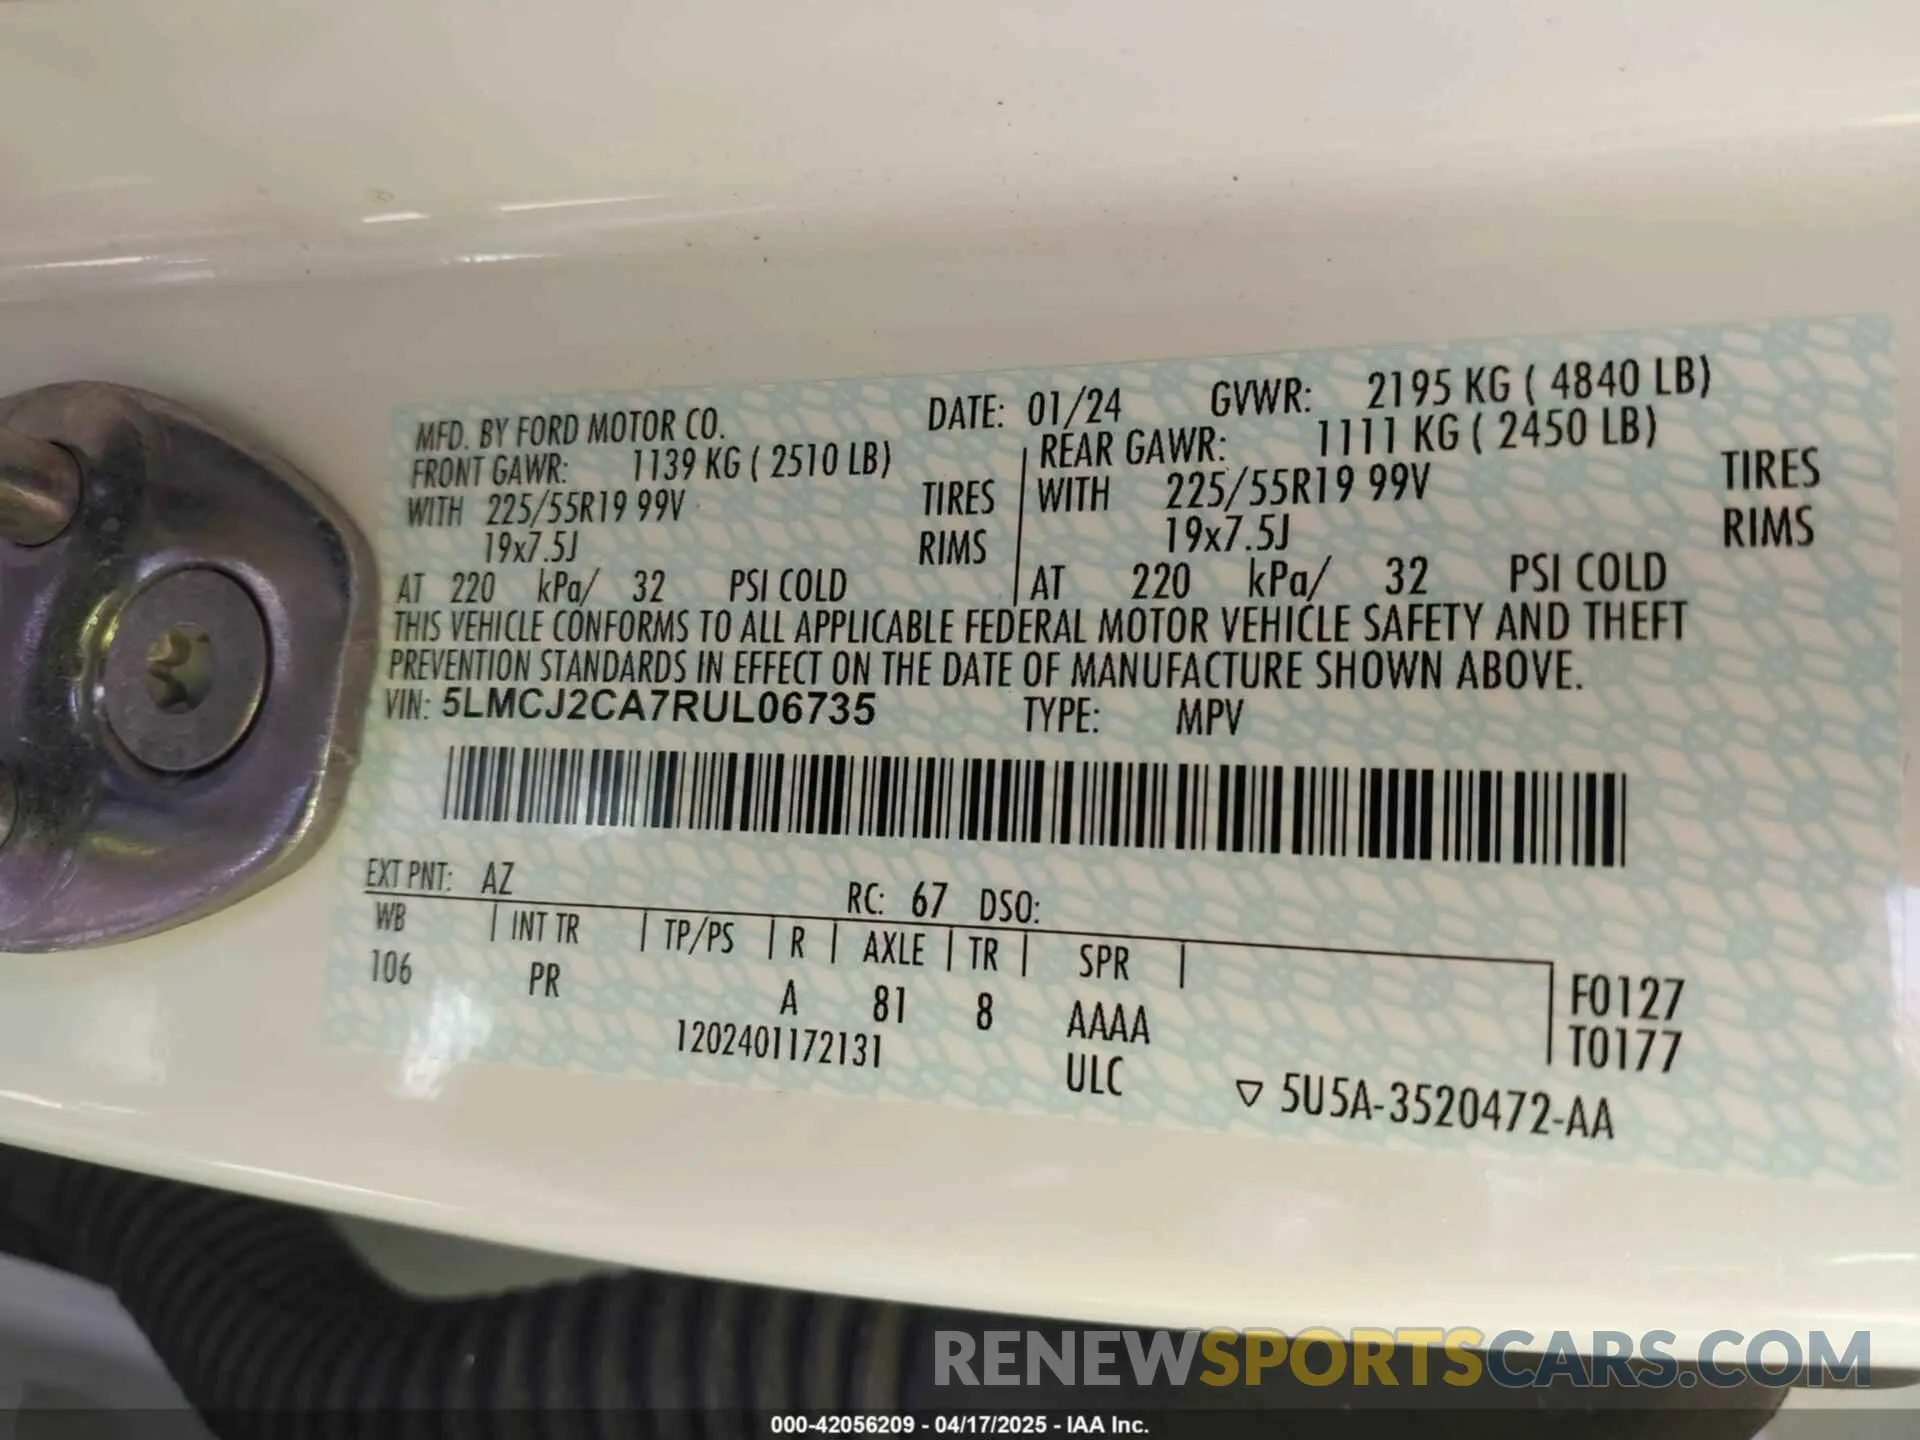 MFD. BY FORD MOTOR CO. DATE: 01/24 GVWR: 2195 KG ( 4840 LB)
FRONT GAWR: 1139 KG ( 2510 LB) REAR GAWR: 1111 KG ( 2450 LB)
WITH 225/55R19 99V TIRES WITH 225/55R19 99V TIRES
19x7.5J RIMS 19x7.5J RIMS
AT 220 kPa/ 32 PSI COLD AT 220 kPa/ 32 PSI COLD
THIS VEHICLE CONFORMS TO ALL APPLICABLE FEDERAL MOTOR VEHICLE SAFETY AND THEFT
PREVENTION STANDARDS IN EFFECT ON THE DATE OF MANUFACTURE SHOWN ABOVE.
VIN: 5LMCJ2CA7RUL06735 TYPE: MPV
EXT PNT: AZ RC: 67 DSO:
WB INT TR TP/PS R AXLE TR SPR
106 PR A 81 8 AAAA F0127
1202401172131 ULC T0177
▽ 5U5A-3520472-AA
RENEWSPORTSCARS.COM
000-42056209 - 04/17/2025 - IAA Inc.